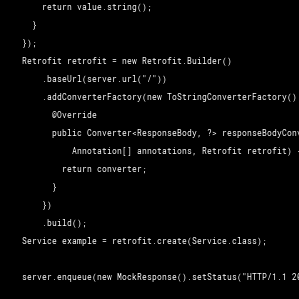 return value.string();
}
});
Retrofit retrofit = new Retrofit.Builder()
.baseUrl(server.url("/"))
.addConverterFactory(new ToStringConverterFactory()
@Override
public Converter<ResponseBody, ?> responseBodyConv
Annotation[] annotations, Retrofit retrofit)
return converter;
}
})
.build();
Service example = retrofit.create(Service.class);
server.enqueue(new MockResponse().setStatus("HTTP/1.1 20